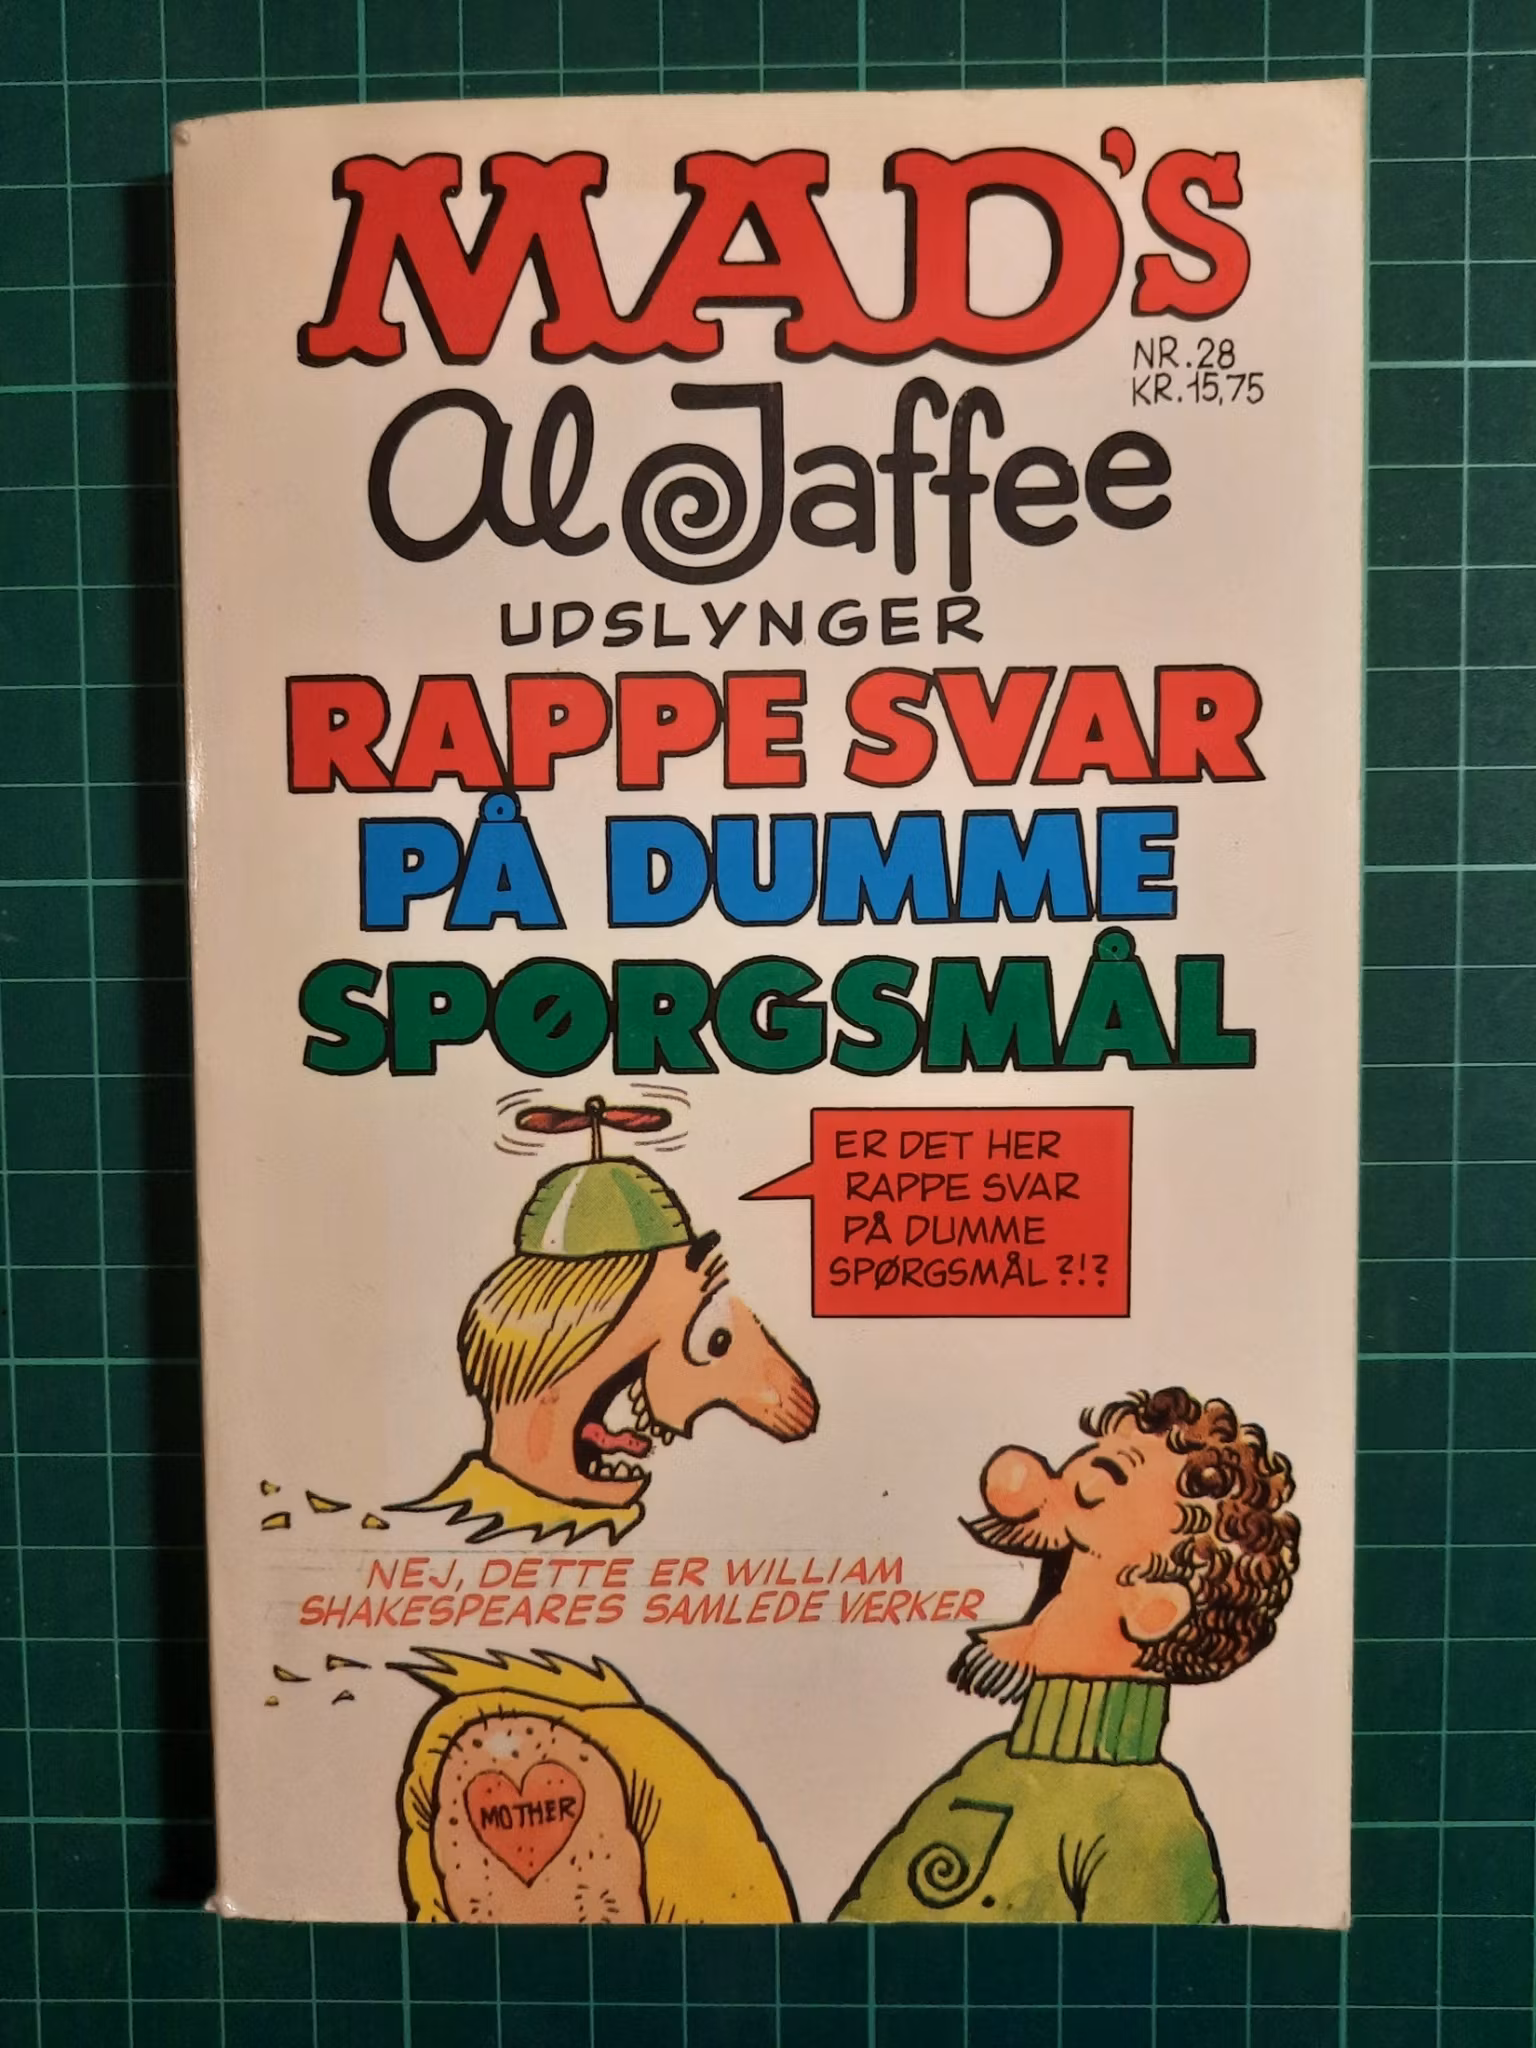 MAD'S
NR.28
KR.15,75
Al Jaffee
UDSLYNGER
RAPPE SVAR
PÅ DUMME
SPØRGSMÅL
ER DET HER
RAPPE SVAR
PÅ DUMME
SPØRGSMÅL?!?
NEJ, DETTE ER WILLIAM
SHAKESPEARES SAMLEDE VÆRKER
MOTHER
J.